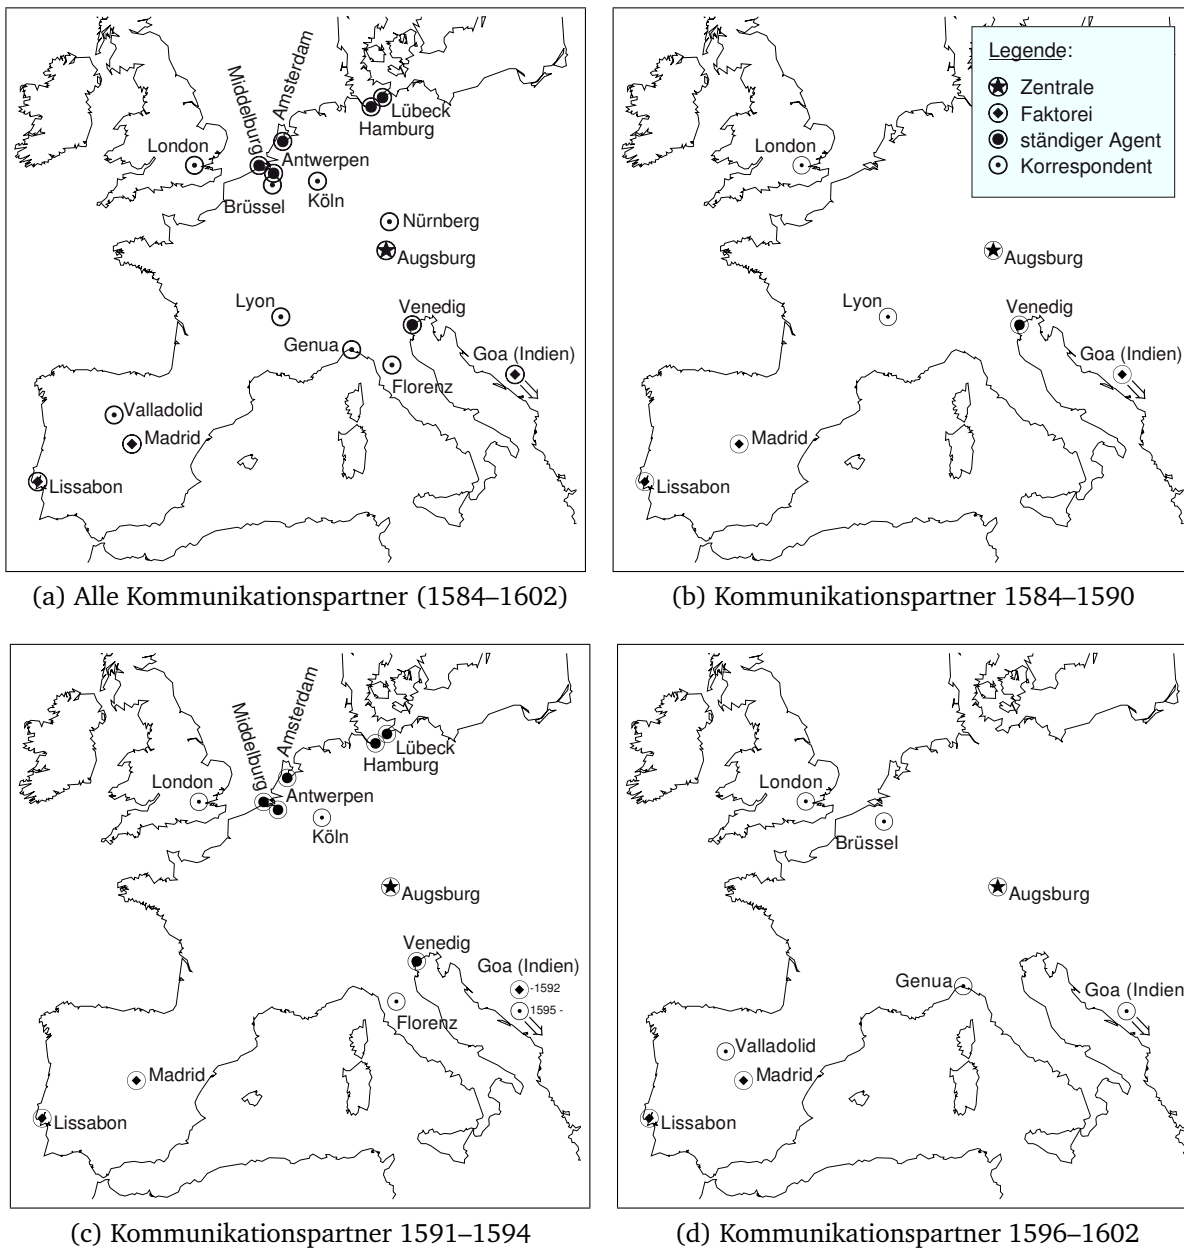 Middelburg
Amsterdam
Lübeck
Hamburg
London
Antwerpen
Brüssel
Köln
Nürnberg
Augsburg
Lyon
Venedig
Genua
Goa (Indien)
Florenz
Valladolid
Madrid
Lissabon
(a) Alle Kommunikationspartner (1584–1602)
Legende:
Zentrale
Faktorei
ständiger Agent
Korrespondent
London
Augsburg
Lyon
Venedig
Goa (Indien)
Madrid
Lissabon
(b) Kommunikationspartner 1584–1590
Middelburg
Amsterdam
Lübeck
Hamburg
London
Antwerpen
Köln
Augsburg
Venedig
Goa (Indien)
-1592
1595 -
Florenz
Madrid
Lissabon
(c) Kommunikationspartner 1591–1594
London
Brüssel
Augsburg
Genua
Goa (Indien
Valladolid
Madrid
Lissabon
(d) Kommunikationspartner 1596–1602